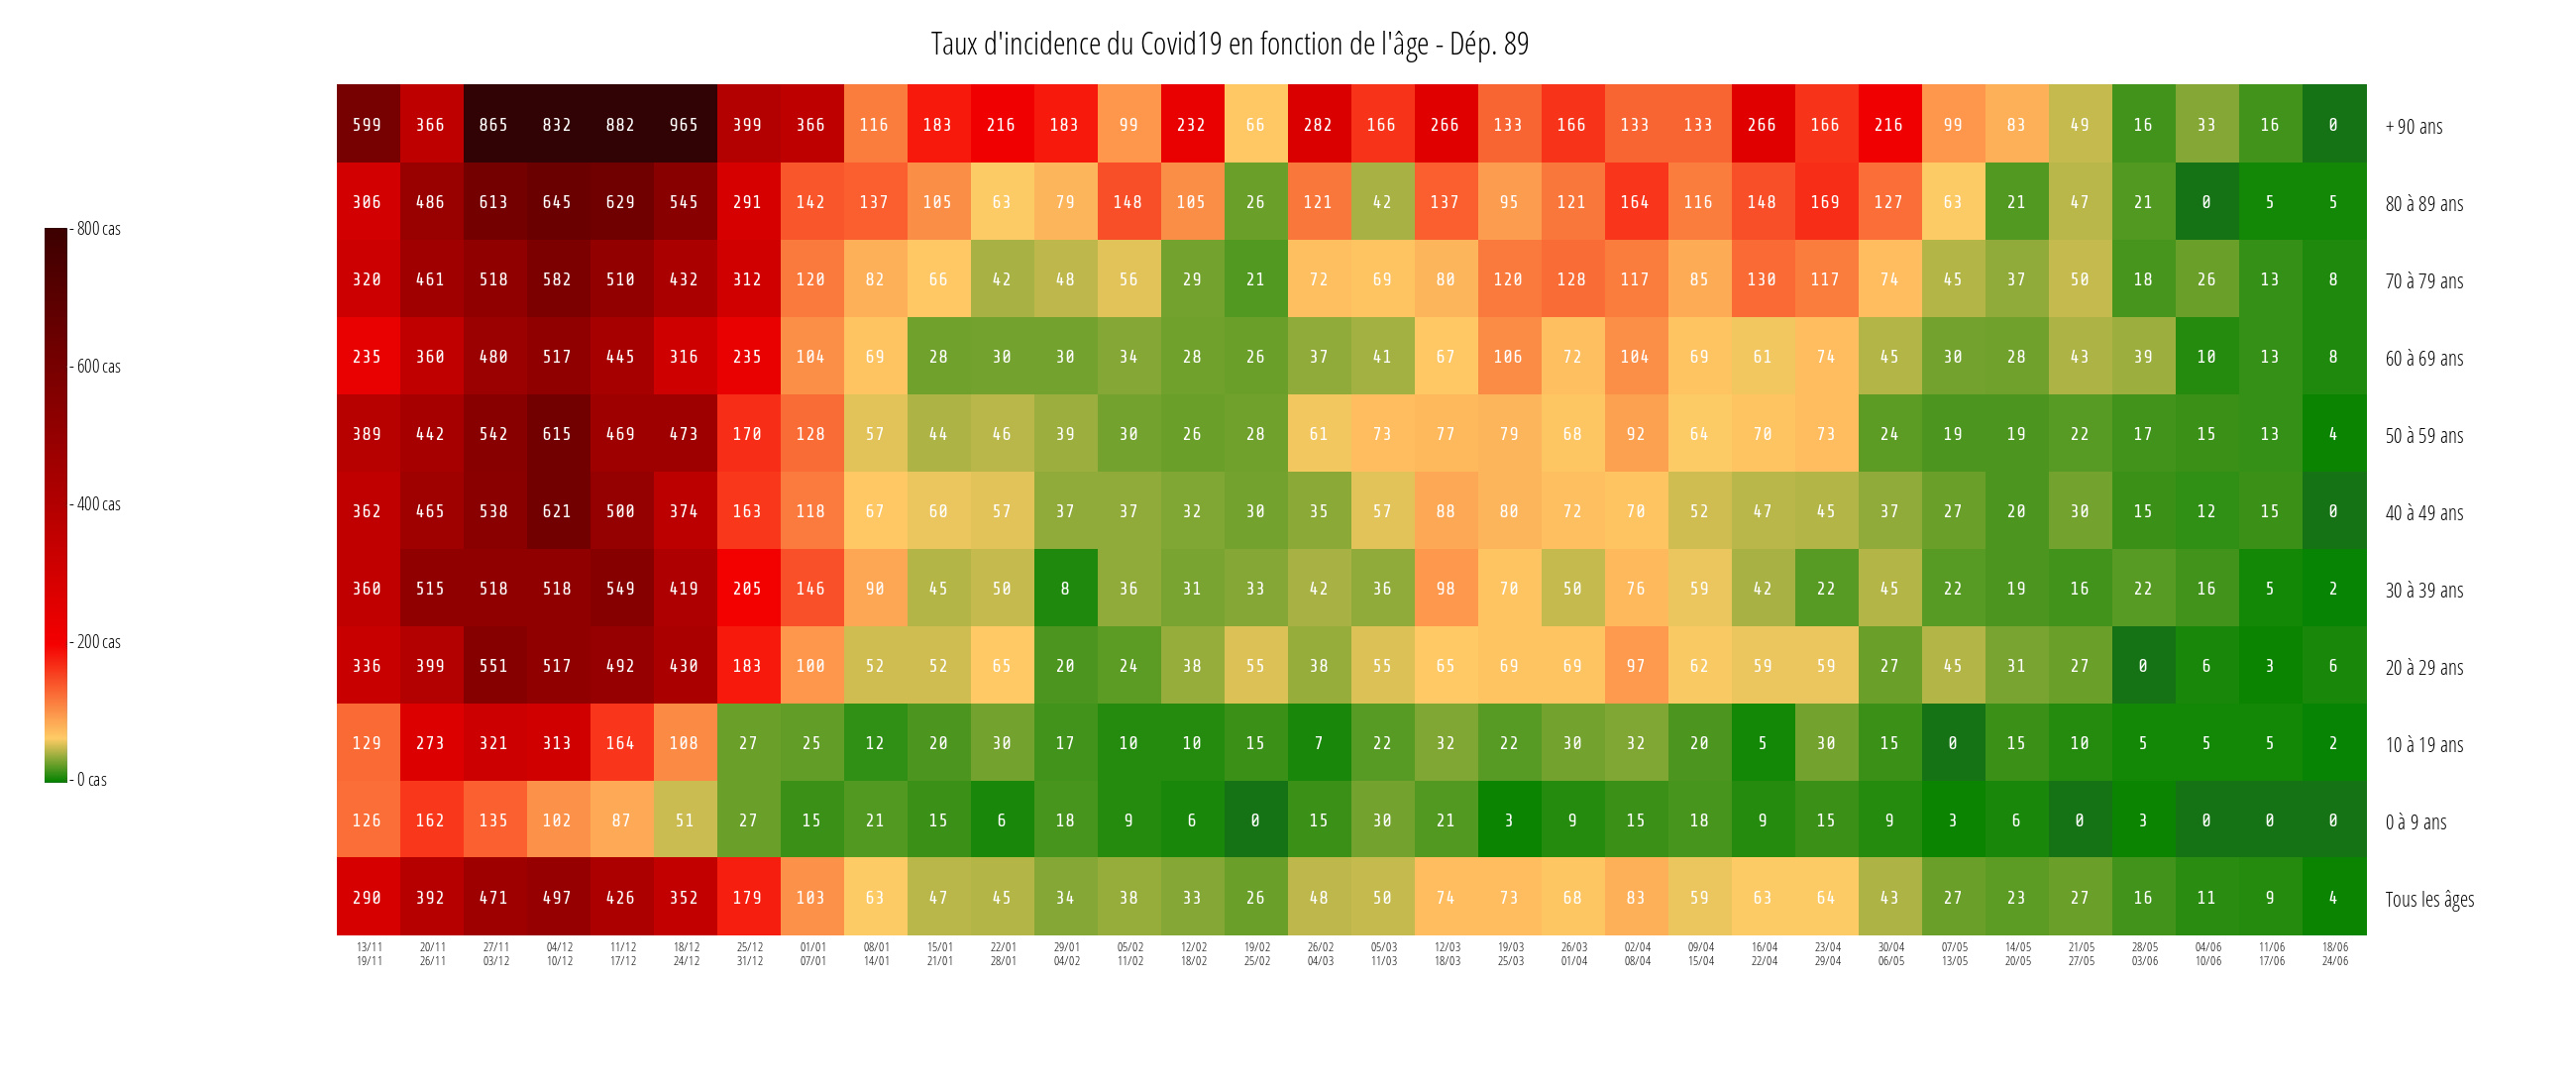 Taux d'incidence du Covid19 en fonction de l'âge - Dép. 89
599 366 865 832 882 965 399 366 116 183 216 183 99 232 66 282 166 266 133 166 133 133 266 166 216 99 83 49 16 33 16 0 + 90 ans
306 486 613 645 629 545 291 142 137 105 63 79 148 105 26 121 42 137 95 121 164 116 148 169 127 63 21 47 21 0 5 5 80 à 89 ans
- 800 cas
320 461 518 582 510 432 312 120 82 66 42 48 56 29 21 72 69 80 120 128 117 85 130 117 74 45 37 50 18 26 13 8 70 à 79 ans
235 360 480 517 445 316 235 104 69 28 30 30 34 28 26 37 41 67 106 72 104 69 61 74 45 30 28 43 39 10 13 8 60 à 69 ans
- 600 cas
389 442 542 615 469 473 170 128 57 44 46 39 30 26 28 61 73 77 79 68 92 64 70 73 24 19 19 22 17 15 13 4 50 à 59 ans
- 400 cas
362 465 538 621 500 374 163 118 67 60 57 37 37 32 30 35 57 88 80 72 70 52 47 45 37 27 20 30 15 12 15 0 40 à 49 ans
360 515 518 518 549 419 205 146 90 45 50 8 36 31 33 42 36 98 70 50 76 59 42 22 45 22 19 16 22 16 5 2 30 à 39 ans
- 200 cas
336 399 551 517 492 430 183 100 52 52 65 20 24 38 55 38 55 65 69 69 97 62 59 59 27 45 31 27 0 6 3 6 20 à 29 ans
129 273 321 313 164 108 27 25 12 20 30 17 10 10 15 7 22 32 22 30 32 20 5 30 15 0 15 10 5 5 5 2 10 à 19 ans
- 0 cas
126 162 135 102 87 51 27 15 21 15 6 18 9 6 0 15 30 21 3 9 15 18 9 15 9 3 6 0 3 0 0 0 0 à 9 ans
290 392 471 497 426 352 179 103 63 47 45 34 38 33 26 48 50 74 73 68 83 59 63 64 43 27 23 27 16 11 9 4 Tous les âges
13/11 20/11 27/11 04/12 11/12 18/12 25/12 01/01 08/01 15/01 22/01 29/01 05/02 12/02 19/02 26/02 05/03 12/03 19/03 26/03 02/04 09/04 16/04 23/04 30/04 07/05 14/05 21/05 28/05 04/06 11/06 18/06
19/11 26/11 03/12 10/12 17/12 24/12 31/12 07/01 14/01 21/01 28/01 04/02 11/02 18/02 25/02 04/03 11/03 18/03 25/03 01/04 08/04 15/04 22/04 29/04 06/05 13/05 20/05 27/05 03/06 10/06 17/06 24/06